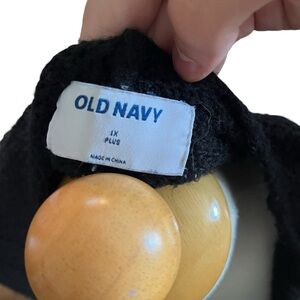 OLD NAVY
1X
PLUS
MADE IN CHINA